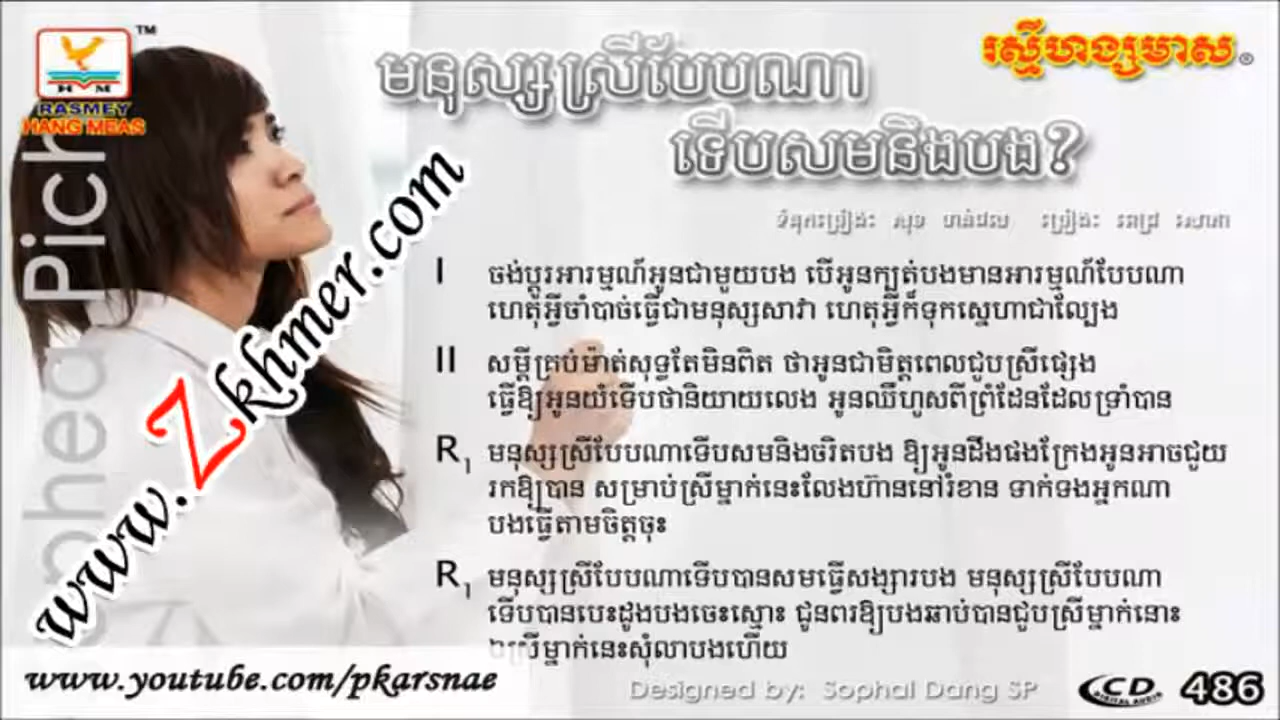 TM
RASMEY
HANG MEAS
រស្មីហង្សមាស
®
មនុស្សស្រីបែបណា
ទើបសមនឹងបង?
Pich
www.Zkhmer.com
I ចង់ប្ដូរអារម្មណ៍អូនជាមួយបង បើអូនក្បត់បងមានអារម្មណ៍បែបណា
ហេតុអ្វីចាំបាច់ធ្វើជាមនុស្សសាវា ហេតុអ្វីក៏ទុកស្នេហាជាល្បែង
II សម្ដីគ្រប់ម៉ាត់សុទ្ធតែមិនពិត ថាអូនជាមិត្តពេលជួបស្រីផ្សេង
ធ្វើឱ្យអូនយំទើបថានិយាយលេង អូនឈឺហួសពីព្រំដែនដែលទ្រាំបាន
R1 មនុស្សស្រីបែបណាទើបសមនិងចរិតបង ឱ្យអូនដឹងផងក្រែងអូនអាចជួយ
រកឱ្យបាន សម្រាប់ស្រីម្នាក់នេះលែងហ៊ាននៅរំខាន ទាក់ទងអ្នកណា
បងធ្វើតាមចិត្តចុះ
R1 មនុស្សស្រីបែបណាទើបបានសមធ្វើសង្សារបង មនុស្សស្រីបែបណា
ទើបបានបេះដូងបងចេះស្មោះ ជូនពរឱ្យបងឆាប់បានជួបស្រីម្នាក់នោះ
ឯស្រីម្នាក់នេះសុំលាបងហើយ
www.youtube.com/pkarsnae
Designed by: Sophal Dang SP
CD
DIGITAL AUDIO
486